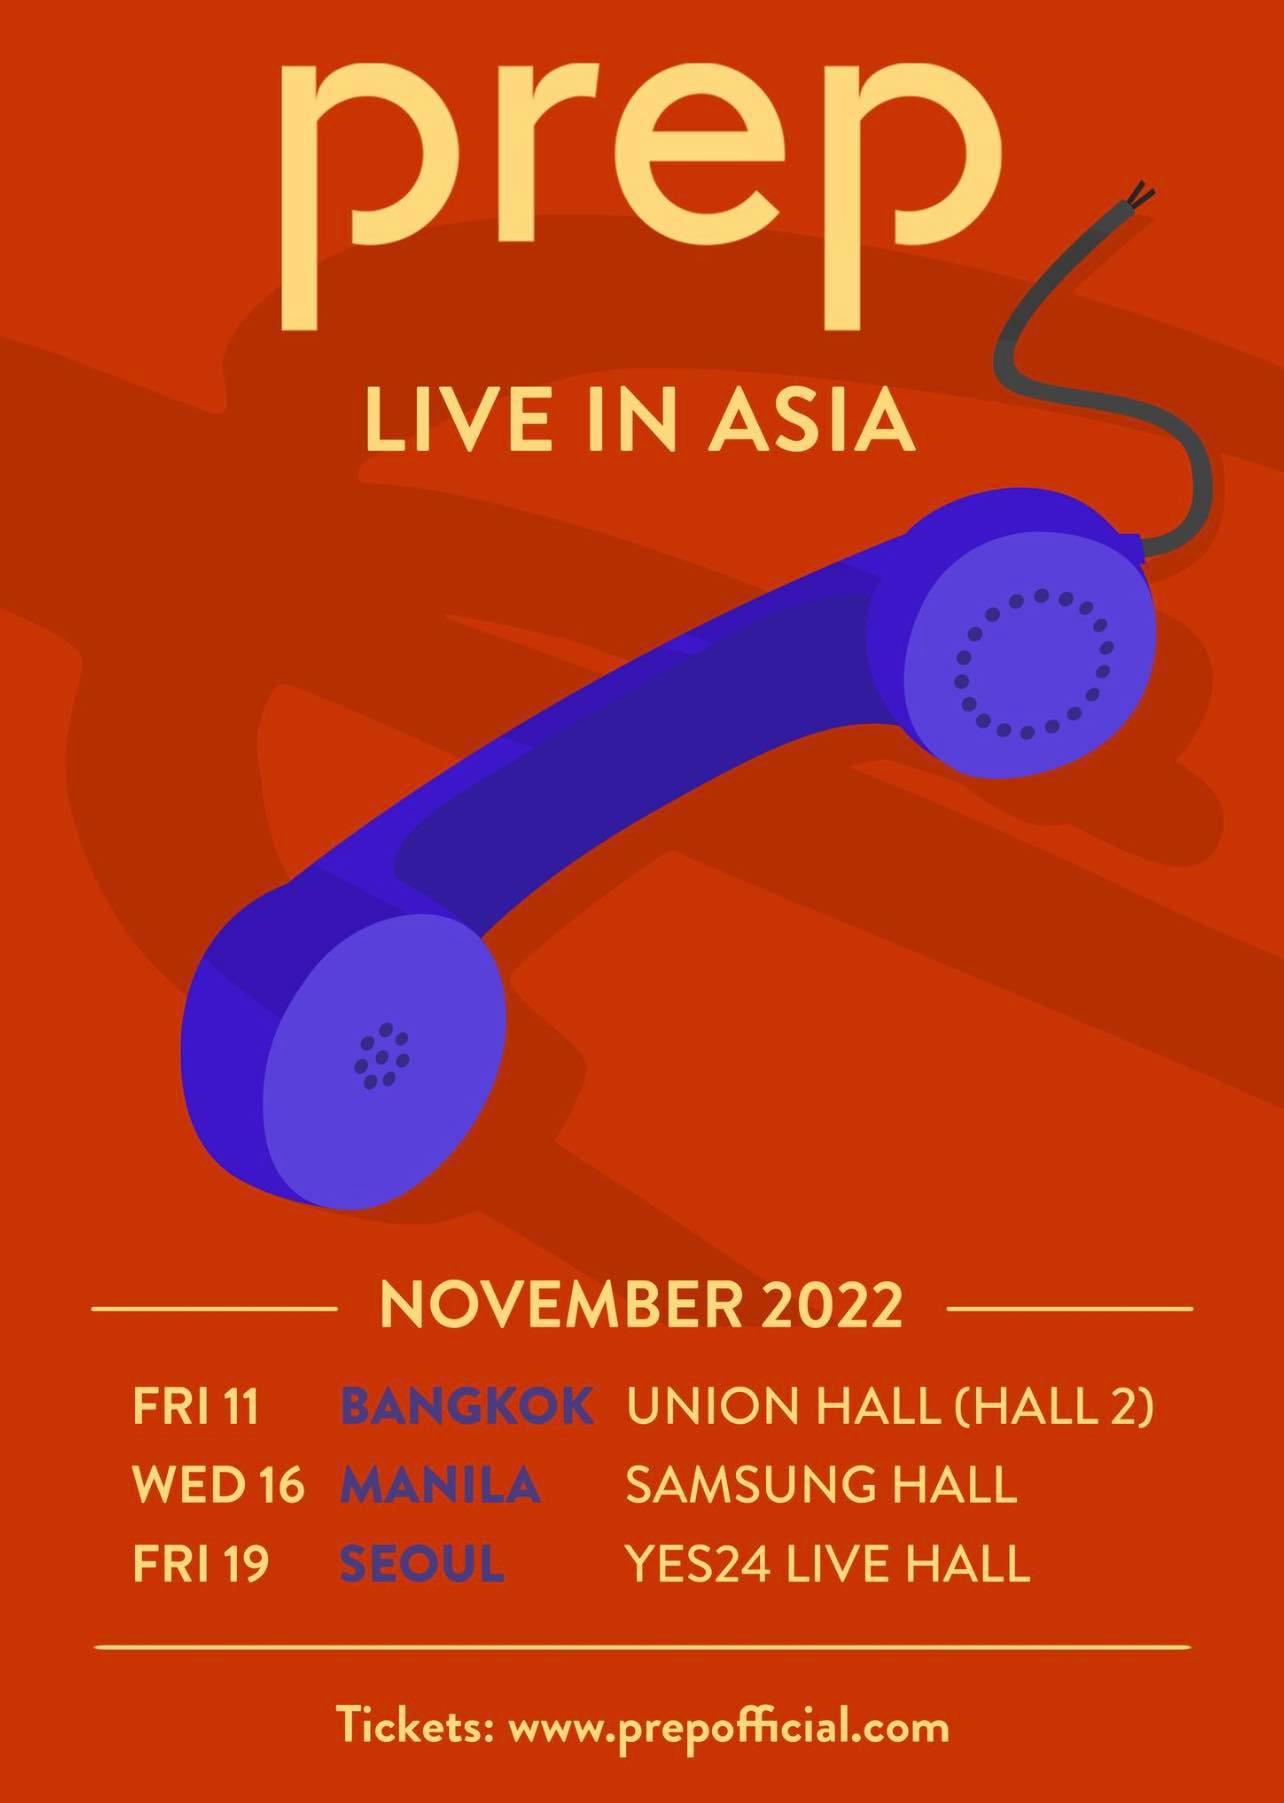 prep
LIVE IN ASIA
NOVEMBER 2022
FRI 11 BANGKOK UNION HALL (HALL 2)
WED 16 MANILA SAMSUNG HALL
FRI 19 SEOUL YES24 LIVE HALL
Tickets: www.prepofficial.com